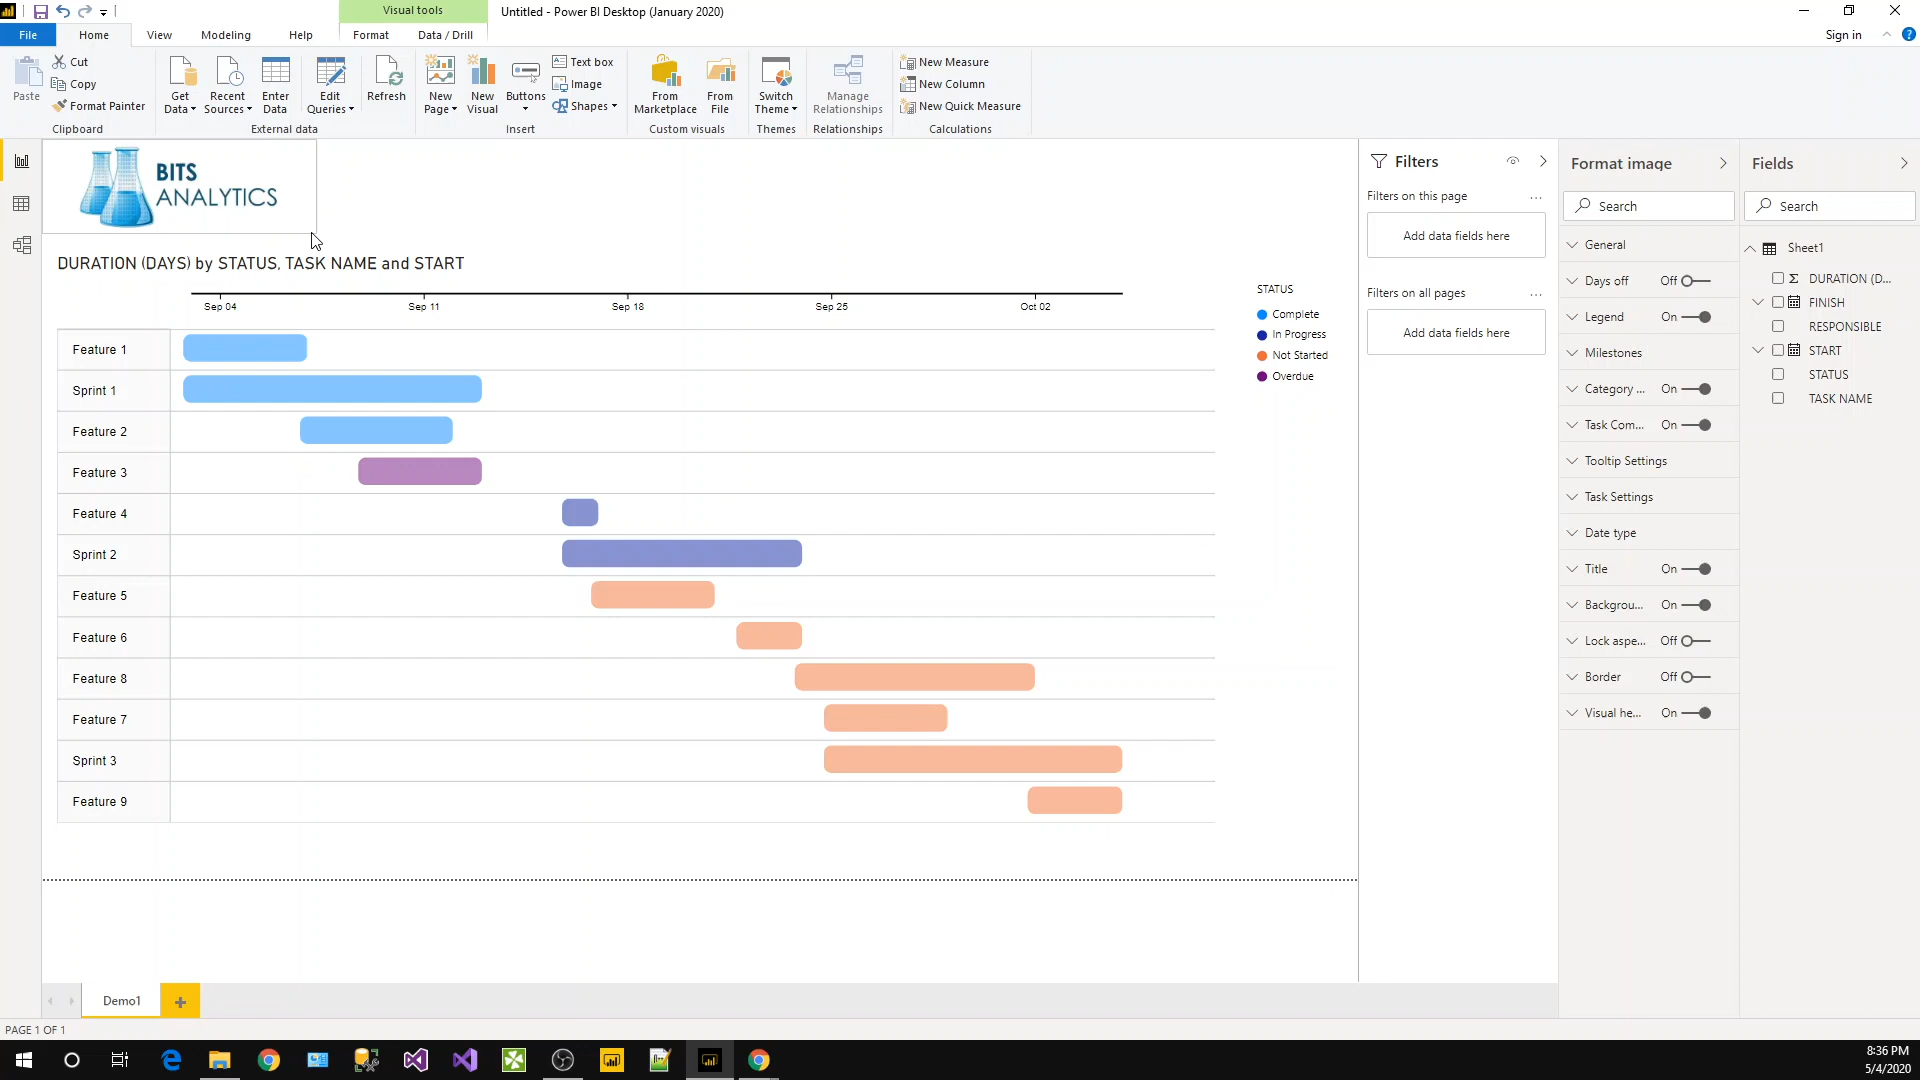 Visual tools
Untitled - Power BI Desktop (January 2020)
File
Home
View
Modeling
Help
Format
Data / Drill
Sign in
?
Paste
Cut
Copy
Format Painter
Clipboard
Get Data
Recent Sources
Enter Data
Edit Queries
Refresh
External data
New Page
New Visual
Buttons
Text box
Image
Shapes
Insert
From Marketplace
From File
Custom visuals
Switch Theme
Themes
Manage Relationships
Relationships
New Measure
New Column
New Quick Measure
Calculations
BITS
ANALYTICS
DURATION (DAYS) by STATUS, TASK NAME and START
Sep 04
Sep 11
Sep 18
Sep 25
Oct 02
STATUS
Complete
In Progress
Not Started
Overdue
Feature 1
Sprint 1
Feature 2
Feature 3
Feature 4
Sprint 2
Feature 5
Feature 6
Feature 8
Feature 7
Sprint 3
Feature 9
Filters
Filters on this page
...
Add data fields here
Filters on all pages
...
Add data fields here
Format image
Search
General
Days off Off
Legend On
Milestones
Category ... On
Task Com... On
Tooltip Settings
Task Settings
Date type
Title On
Backgrou... On
Lock aspe... Off
Border Off
Visual he... On
Fields
Search
Sheet1
Σ DURATION (D...
FINISH
RESPONSIBLE
START
STATUS
TASK NAME
Demo1
+
PAGE 1 OF 1
8:36 PM
5/4/2020